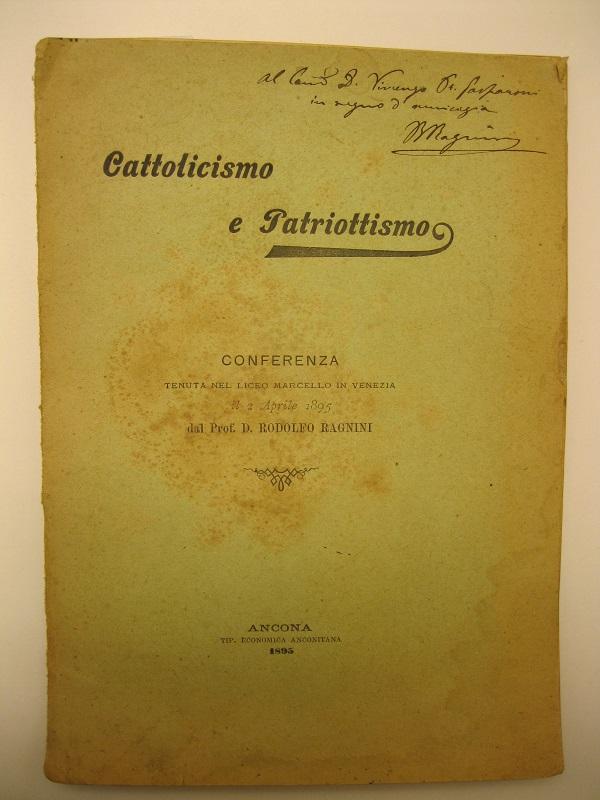 al D. Vincenzo
in segno d'amicizia
RRagnini
Cattolicismo
e Patriottismo
CONFERENZA
TENUTA NEL LICEO MARCELLO IN VENEZIA
il 2 Aprile 1895
dal Prof. D. RODOLFO RAGNINI
ANCONA
TIP. ECONOMICA ANCONITANA
1895